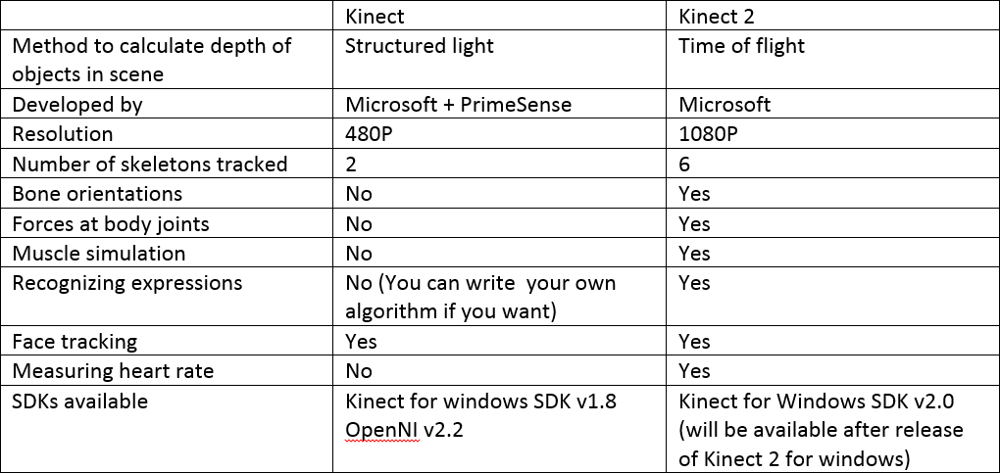 Kinect Kinect 2
Method to calculate depth of Structured light Time of flight
objects in scene
Developed by Microsoft + PrimeSense Microsoft
Resolution 480P 1080P
Number of skeletons tracked 2 6
Bone orientations No Yes
Forces at body joints No Yes
Muscle simulation No Yes
Recognizing expressions No (You can write  your own Yes
algorithm if you want)
Face tracking Yes Yes
Measuring heart rate No Yes
SDKs available Kinect for windows SDK v1.8 Kinect for Windows SDK v2.0
OpenNI v2.2 (will be available after release
of Kinect 2 for windows)